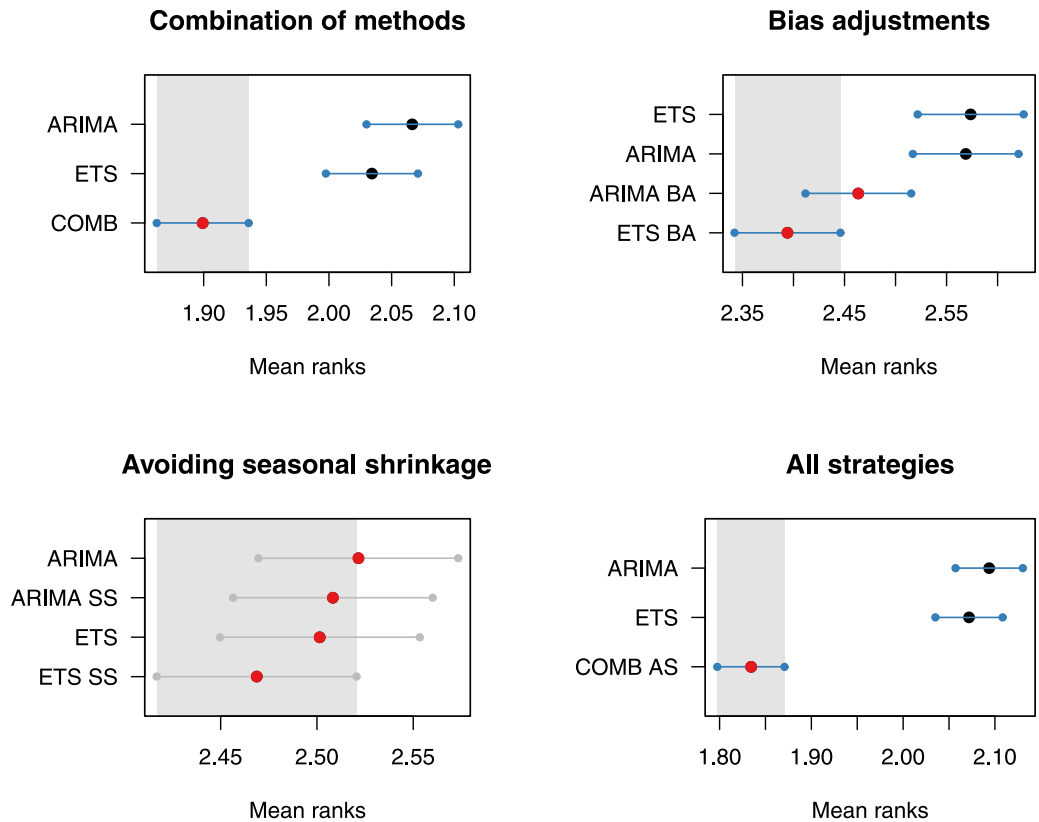 Combination of methods
ARIMA
ETS
COMB
1.90 1.95 2.00 2.05 2.10
Mean ranks
Bias adjustments
ETS
ARIMA
ARIMA BA
ETS BA
2.35 2.45 2.55
Mean ranks
Avoiding seasonal shrinkage
ARIMA
ARIMA SS
ETS
ETS SS
2.45 2.50 2.55
Mean ranks
All strategies
ARIMA
ETS
COMB AS
1.80 1.90 2.00 2.10
Mean ranks